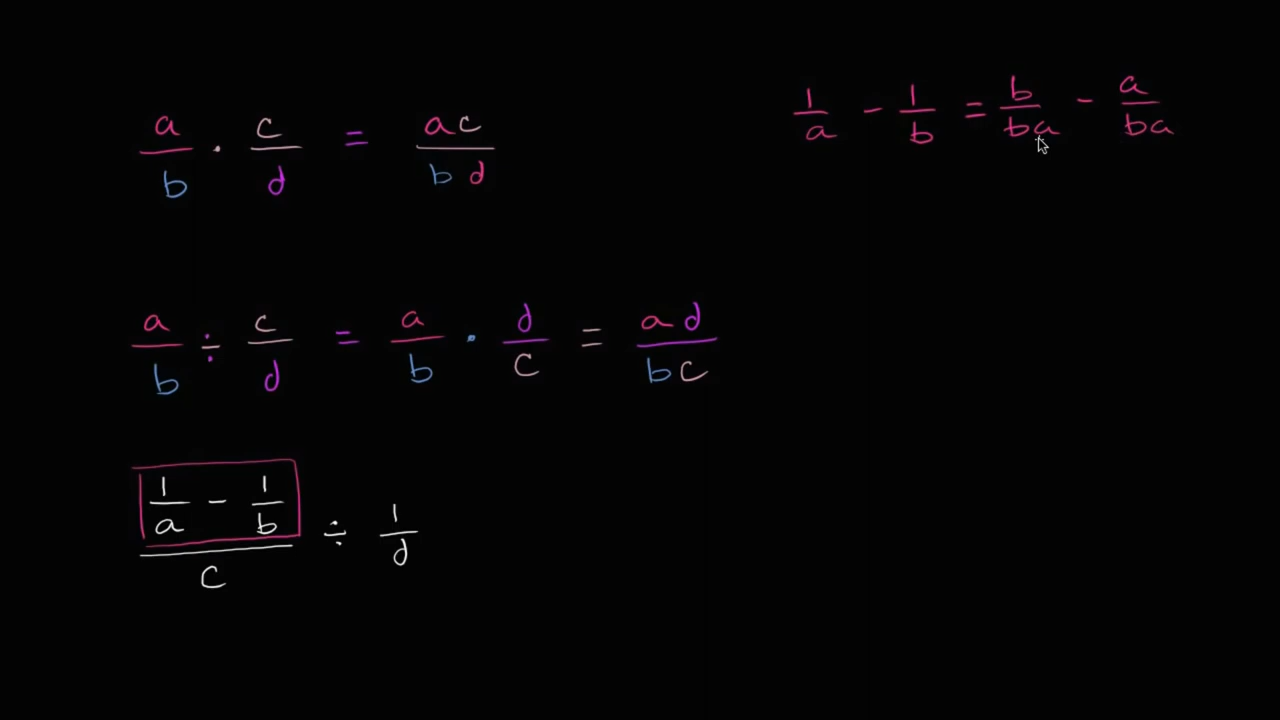 a/b · c/d = ac/bd
1/a - 1/b = b/ba - a/ba
a/b ÷ c/d = a/b · d/c = ad/bc
(1/a - 1/b)/c ÷ 1/d